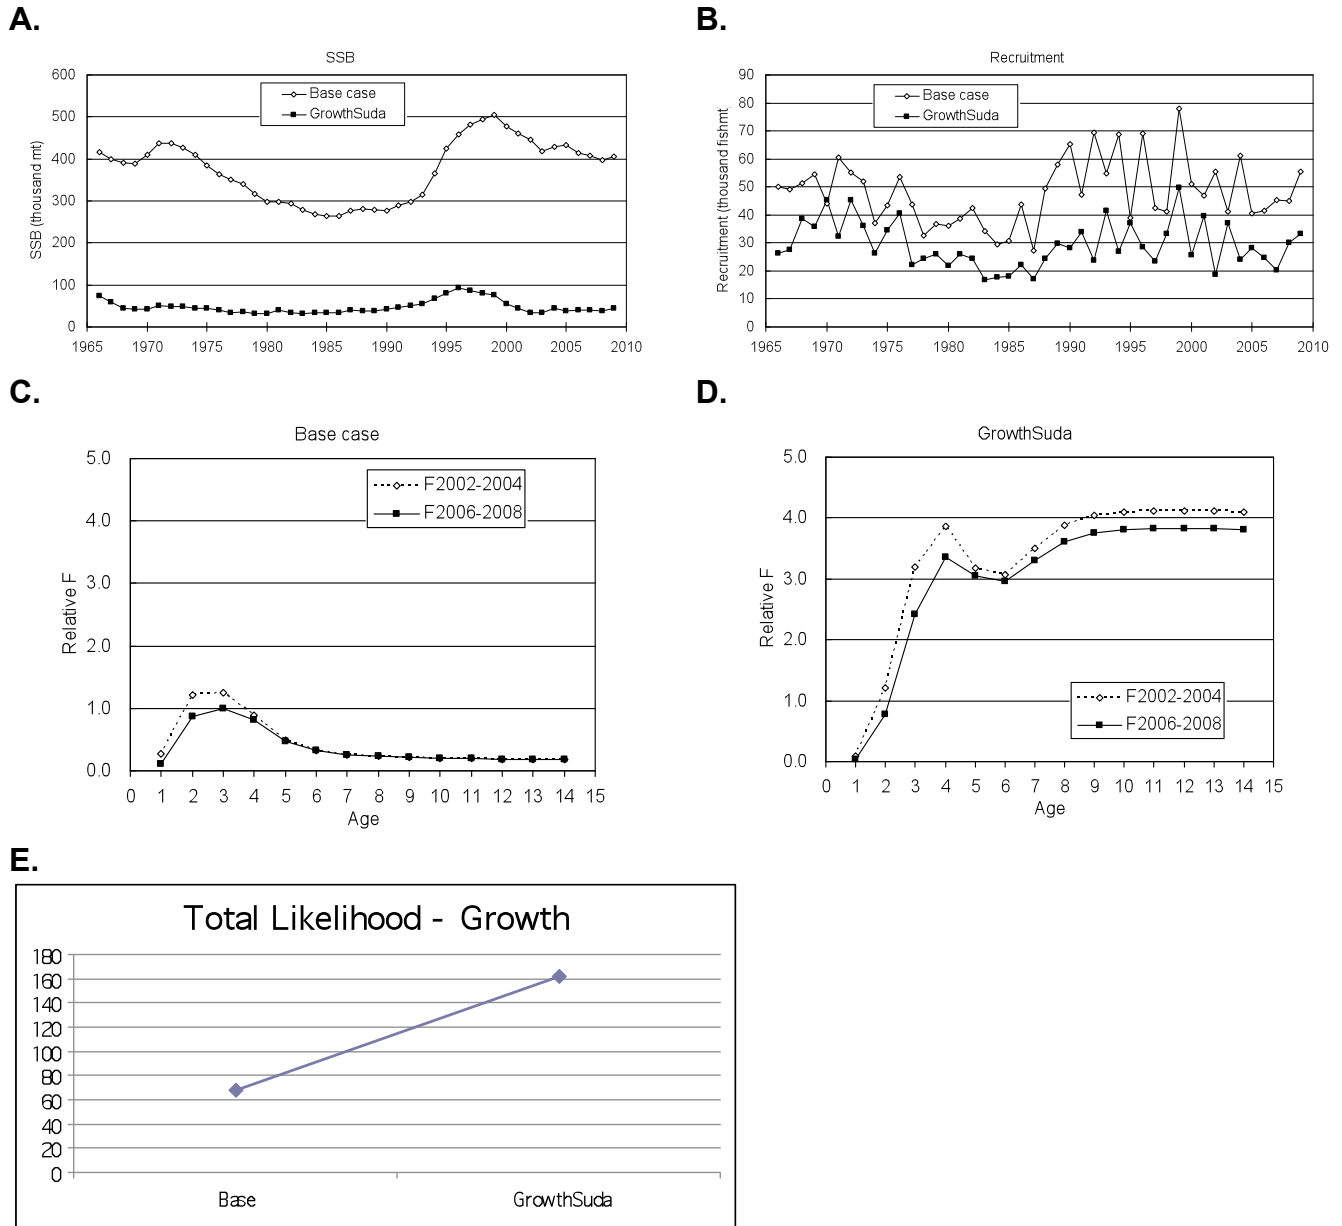 A.
SSB
SSB (thousand mt)
600
500
400
300
200
100
0
Base case
GrowthSuda
1965 1970 1975 1980 1985 1990 1995 2000 2005 2010
B.
Recruitment
Recruitment (thousand fishmt)
90
80
70
60
50
40
30
20
10
0
Base case
GrowthSuda
1965 1970 1975 1980 1985 1990 1995 2000 2005 2010
C.
Base case
Relative F
5.0
4.0
3.0
2.0
1.0
0.0
F2002-2004
F2006-2008
0 1 2 3 4 5 6 7 8 9 10 11 12 13 14 15
Age
D.
GrowthSuda
Relative F
5.0
4.0
3.0
2.0
1.0
0.0
F2002-2004
F2006-2008
0 1 2 3 4 5 6 7 8 9 10 11 12 13 14 15
Age
E.
Total Likelihood - Growth
180
160
140
120
100
80
60
40
20
0
Base GrowthSuda